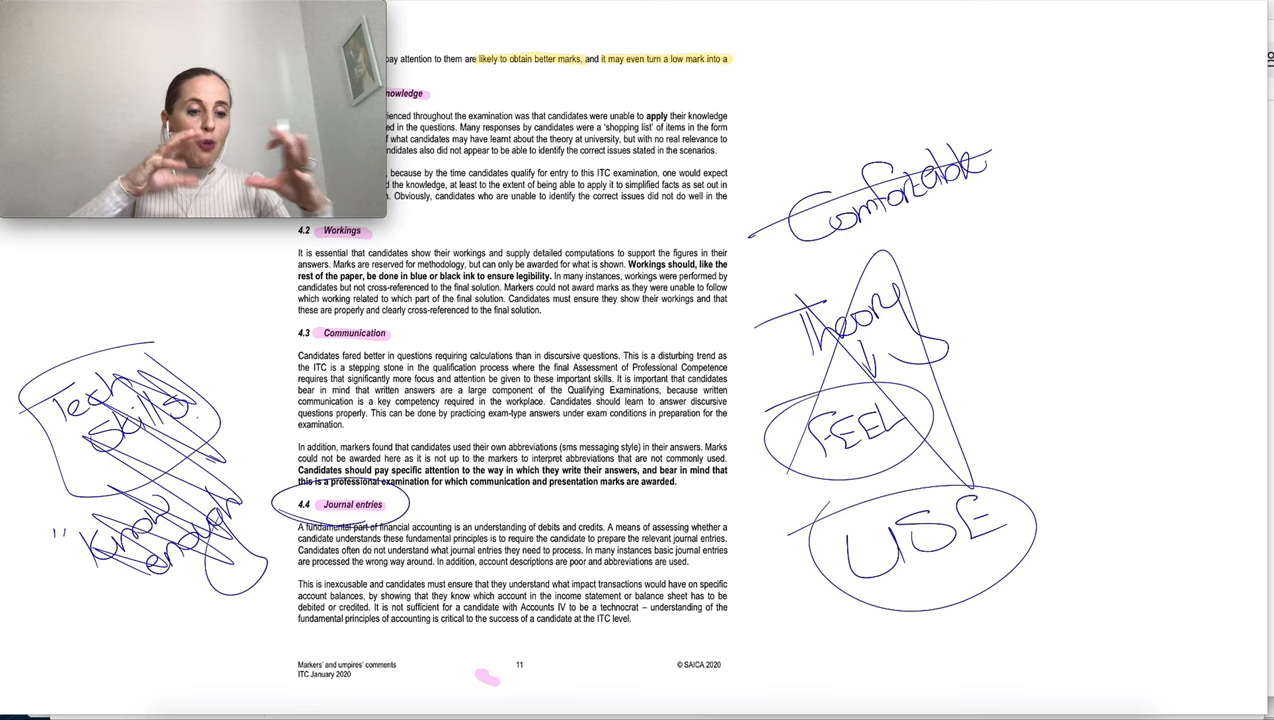 pay attention to them are likely to obtain better marks, and it may even turn a low mark into a
nowledge
ienced throughout the examination was that candidates were unable to apply their knowledge
ed in the questions. Many responses by candidates were a 'shopping list' of items in the form
f what candidates may have learnt about the theory at university, but with no real relevance to
ndidates also did not appear to be able to identify the correct issues stated in the scenarios.
, because by the time candidates qualify for entry to this ITC examination, one would expect
d the knowledge, at least to the extent of being able to apply it to simplified facts as set out in
n. Obviously, candidates who are unable to identify the correct issues did not do well in the
4.2 Workings
It is essential that candidates show their workings and supply detailed computations to support the figures in their
answers. Marks are reserved for methodology, but can only be awarded for what is shown. Workings should, like the
rest of the paper, be done in blue or black ink to ensure legibility. In many instances, workings were performed by
candidates but not cross-referenced to the final solution. Markers could not award marks as they were unable to follow
which working related to which part of the final solution. Candidates must ensure they show their workings and that
these are properly and clearly cross-referenced to the final solution.
4.3 Communication
Candidates fared better in questions requiring calculations than in discursive questions. This is a disturbing trend as
the ITC is a stepping stone in the qualification process where the final Assessment of Professional Competence
requires that significantly more focus and attention be given to these important skills. It is important that candidates
bear in mind that written answers are a large component of the Qualifying Examinations, because written
communication is a key competency required in the workplace. Candidates should learn to answer discursive
questions properly. This can be done by practicing exam-type answers under exam conditions in preparation for the
examination.
In addition, markers found that candidates used their own abbreviations (sms messaging style) in their answers. Marks
could not be awarded here as it is not up to the markers to interpret abbreviations that are not commonly used.
Candidates should pay specific attention to the way in which they write their answers, and bear in mind that
this is a professional examination for which communication and presentation marks are awarded.
4.4 Journal entries
A fundamental part of financial accounting is an understanding of debits and credits. A means of assessing whether a
candidate understands these fundamental principles is to require the candidate to prepare the relevant journal entries.
Candidates often do not understand what journal entries they need to process. In many instances basic journal entries
are processed the wrong way around. In addition, account descriptions are poor and abbreviations are used.
This is inexcusable and candidates must ensure that they understand what impact transactions would have on specific
account balances, by showing that they know which account in the income statement or balance sheet has to be
debited or credited. It is not sufficient for a candidate with Accounts IV to be a technocrat – understanding of the
fundamental principles of accounting is critical to the success of a candidate at the ITC level.
Markers' and umpires' comments 11 © SAICA 2020
ITC January 2020
Tech
Skills!
" Know
enough
Comfortable
Theory
FEEL
USE